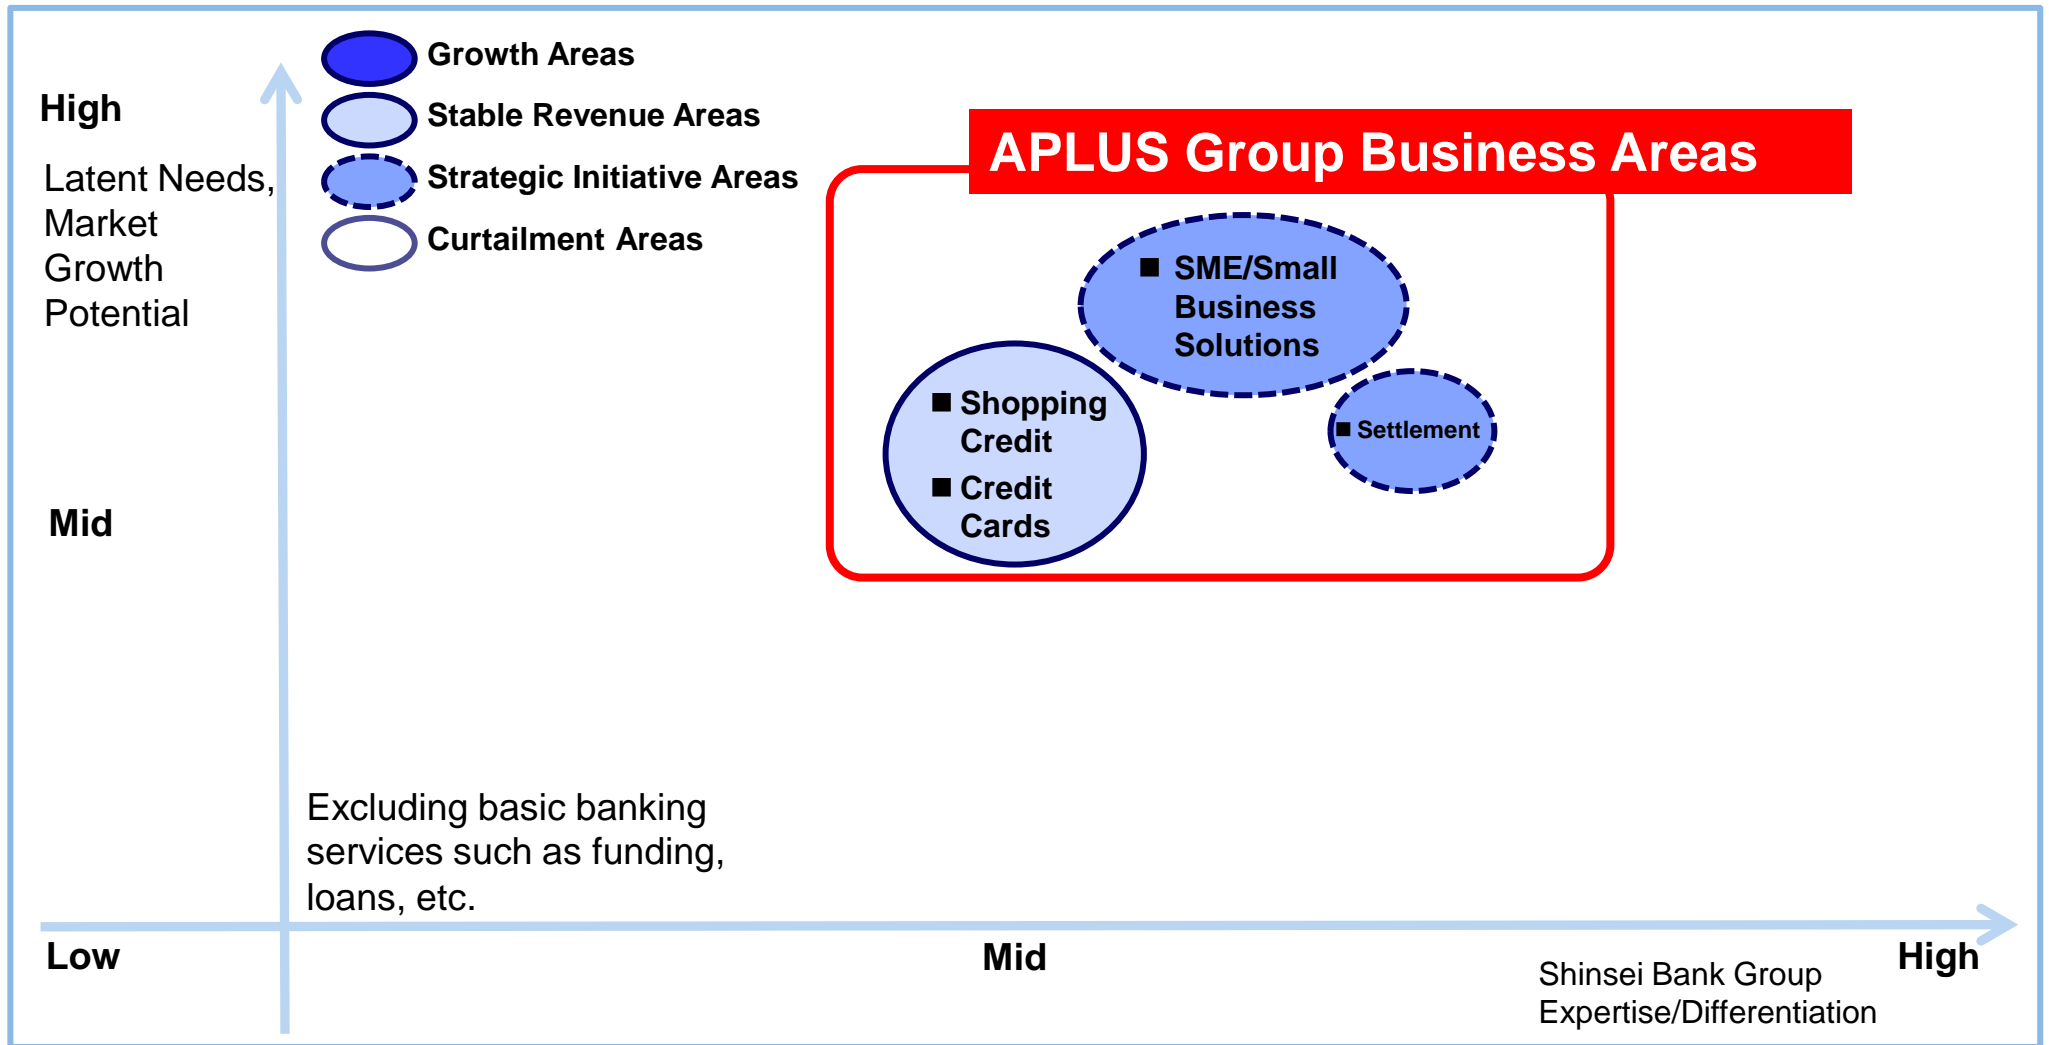 High
Latent Needs,
Market
Growth
Potential
Growth Areas
Stable Revenue Areas
Strategic Initiative Areas
Curtailment Areas
APLUS Group Business Areas
■ SME/Small
Business
Solutions
■ Shopping
Credit
■ Credit
Cards
■ Settlement
Mid
Excluding basic banking
services such as funding,
loans, etc.
Low
Mid
High
Shinsei Bank Group
Expertise/Differentiation